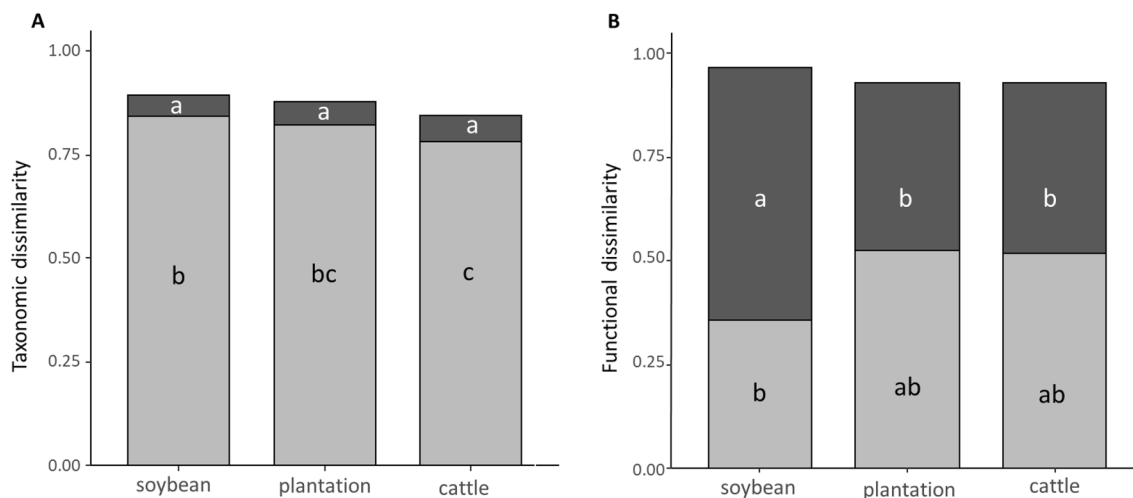 A
Taxonomic dissimilarity
1.00
0.75
0.50
0.25
0.00
a
a
a
b
bc
c
soybean
plantation
cattle
B
Functional dissimilarity
1.00
0.75
0.50
0.25
0.00
a
b
b
b
ab
ab
soybean
plantation
cattle